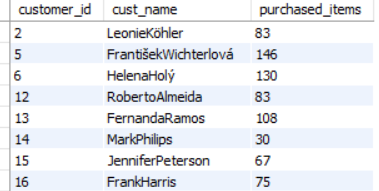 customer_id cust_name purchased_items
2 LeonieKöhler 83
5 FrantišekWichterlová 146
6 HelenaHolý 130
12 RobertoAlmeida 83
13 FernandaRamos 108
14 MarkPhilips 30
15 JenniferPeterson 67
16 FrankHarris 75